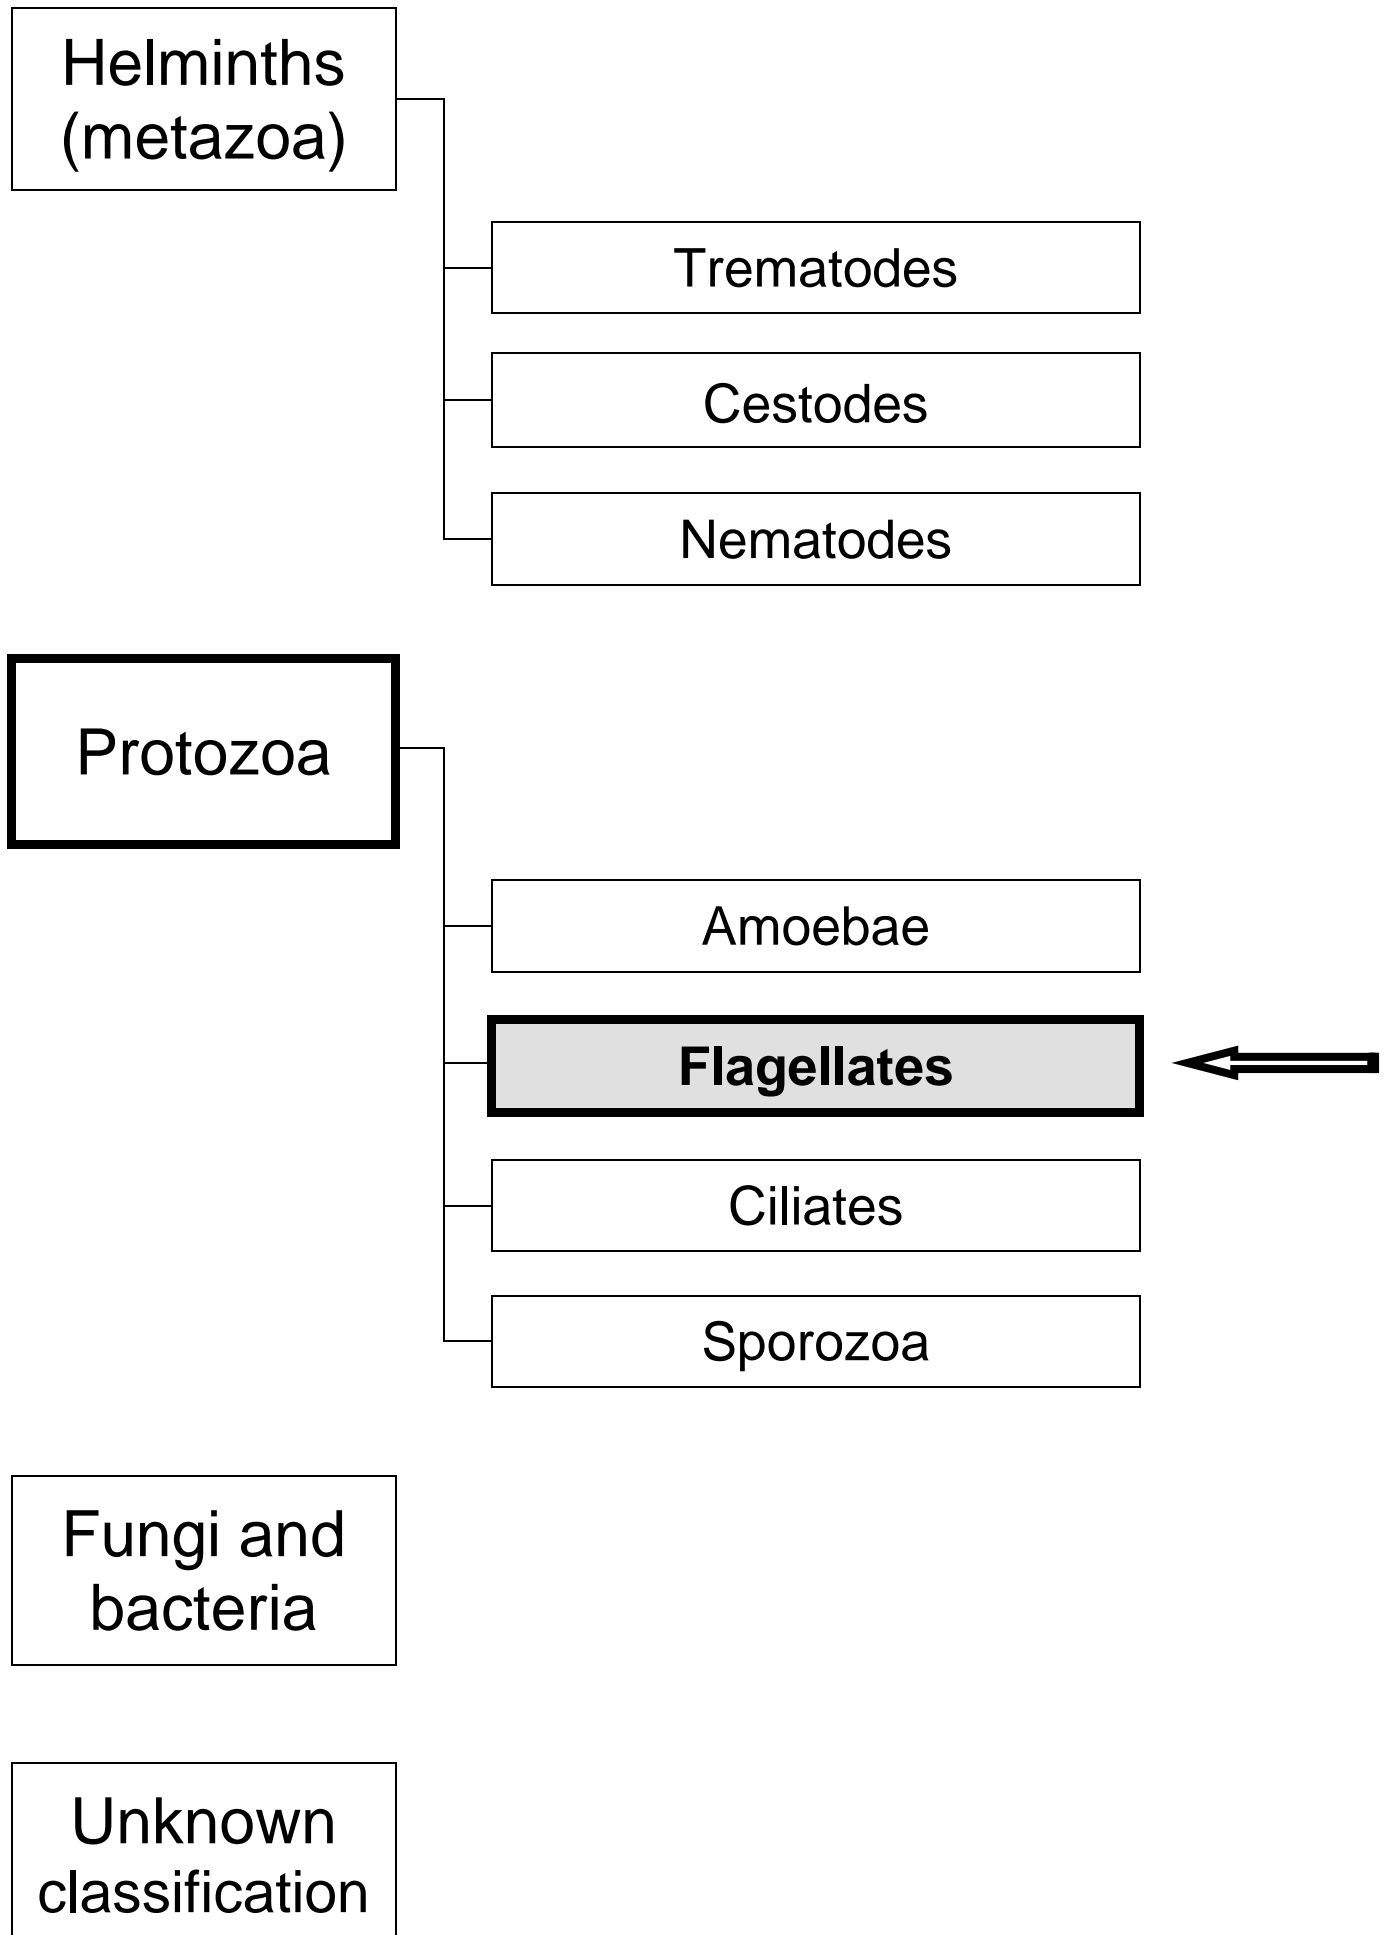 Helminths
(metazoa)
Trematodes
Cestodes
Nematodes
Protozoa
Amoebae
Flagellates
Ciliates
Sporozoa
Fungi and
bacteria
Unknown
classification